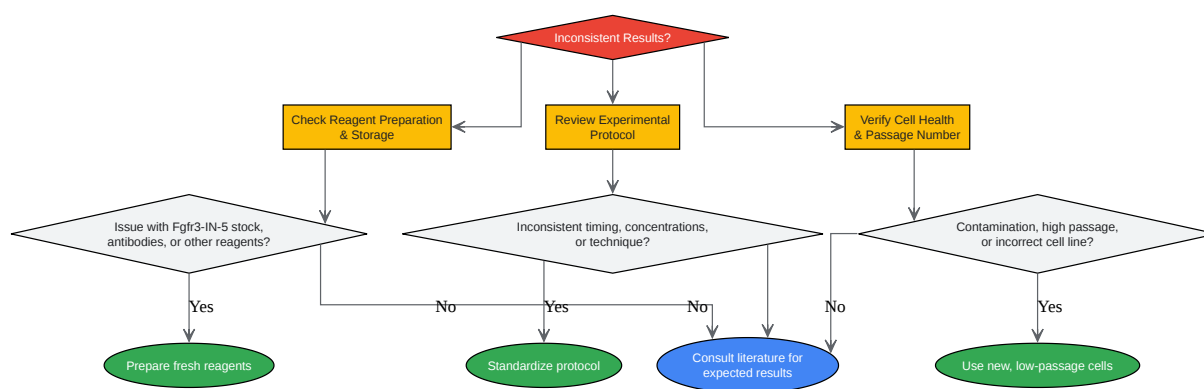 Inconsistent Results?
Check Reagent Preparation
& Storage
Review Experimental
Protocol
Verify Cell Health
& Passage Number
Issue with Fgfr3-IN-5 stock,
antibodies, or other reagents?
Inconsistent timing, concentrations,
or technique?
Contamination, high passage,
or incorrect cell line?
Yes
No
Yes
No
No
Yes
Prepare fresh reagents
Standardize protocol
Consult literature for
expected results
Use new, low-passage cells